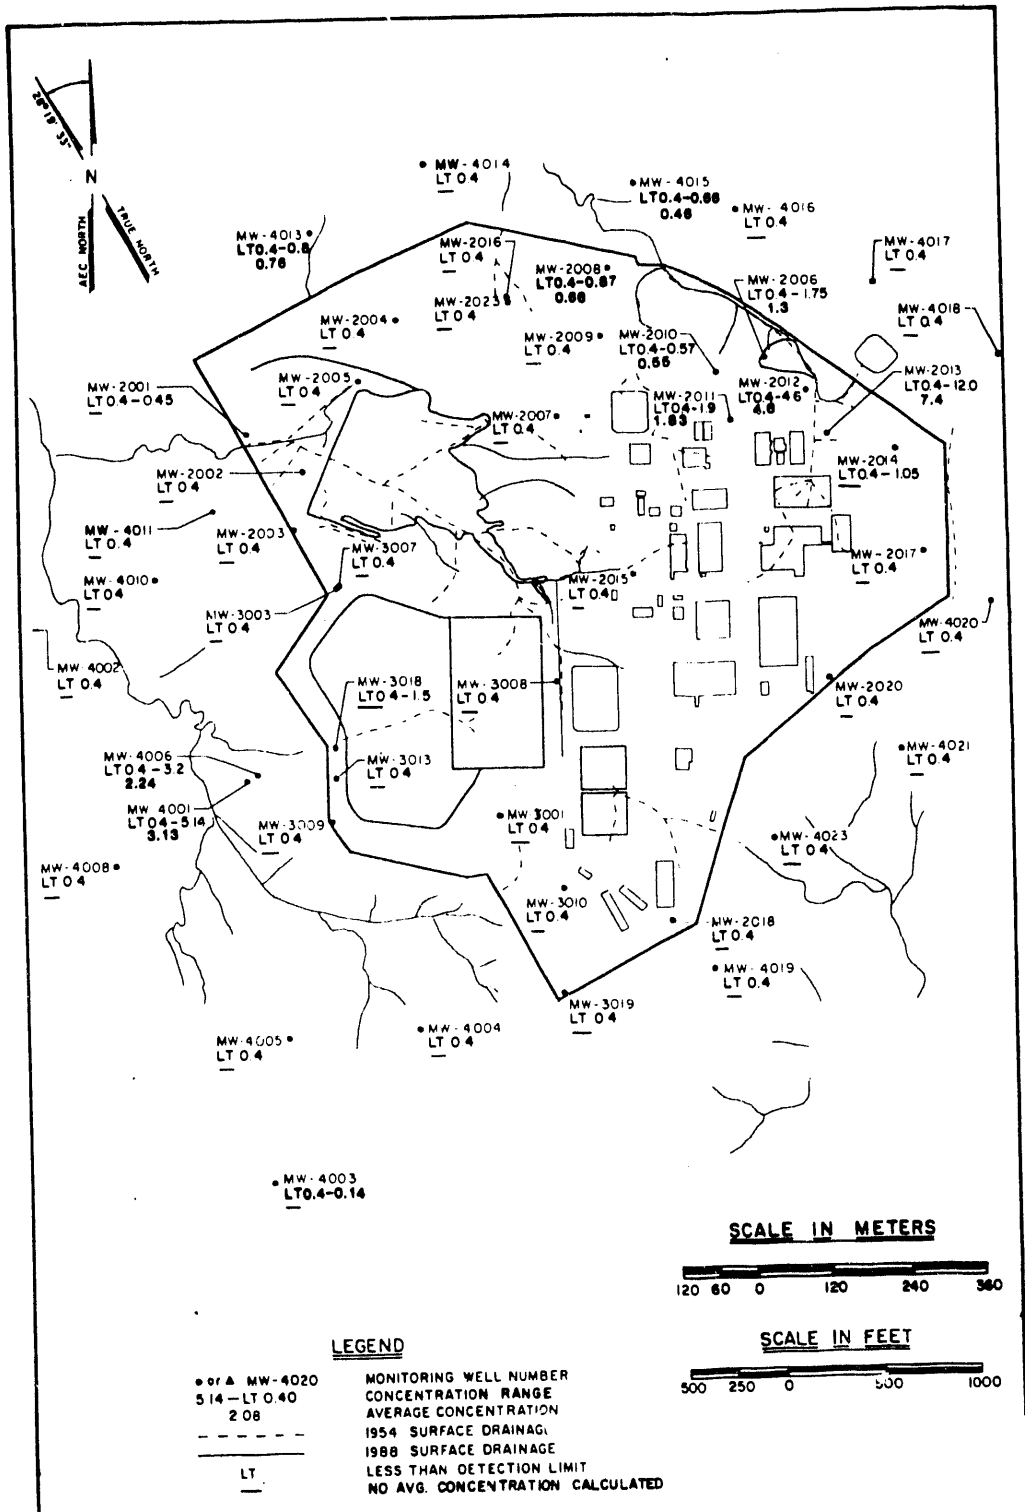 28° 19' 33"
N
AEC NORTH
TRUE NORTH
MW-4014
LT 0.4
MW-4015
LT0.4-0.66
0.46
MW-4016
LT 0.4
MW-4013
LT0.4-0.8
0.76
MW-2016
LT 0.4
MW-4017
LT 0.4
MW-2008
LT0.4-0.87
0.68
MW-2006
LT0.4-1.75
1.3
MW-2023
LT 0.4
MW-4018
LT 0.4
MW-2004
LT 0.4
MW-2009
LT 0.4
MW-2010
LT0.4-0.57
0.55
MW-2013
LT0.4-12.0
7.4
MW-2001
LT 0.4-0.45
MW-2005
LT 0.4
MW-2012
LT0.4-4.6
4.6
MW-2011
LT0.4-1.9
1.83
MW-2007
LT 0.4
MW-2014
LT0.4-1.05
MW-2002
LT 0.4
MW-4011
LT 0.4
MW-2003
LT 0.4
MW-3007
LT 0.4
MW-2017
LT 0.4
MW-4010
LT 0.4
MW-2015
LT 0.4
MW-3003
LT 0.4
MW-4020
LT 0.4
MW-4002
LT 0.4
MW-3018
LT0.4-1.5
MW-3008
LT 0.4
MW-2020
LT 0.4
MW-4006
LT0.4-3.2
2.24
MW-3013
LT 0.4
MW-4021
LT 0.4
MW-4001
LT 0.4-5.14
3.13
MW-3009
LT 0.4
MW-3001
LT 0.4
MW-4023
LT 0.4
MW-4008
LT 0.4
MW-3010
LT 0.4
MW-2018
LT 0.4
MW-4019
LT 0.4
MW-3019
LT 0.4
MW-4005
LT 0.4
MW-4004
LT 0.4
MW-4003
LT0.4-0.14
SCALE IN METERS
120 60 0 120 240 360
SCALE IN FEET
500 250 0 500 1000
LEGEND
● or ▲ MW-4020 MONITORING WELL NUMBER
5.14-LT 0.40 CONCENTRATION RANGE
2.08 AVERAGE CONCENTRATION
1954 SURFACE DRAINAGE
1988 SURFACE DRAINAGE
LT LESS THAN DETECTION LIMIT
— NO AVG. CONCENTRATION CALCULATED